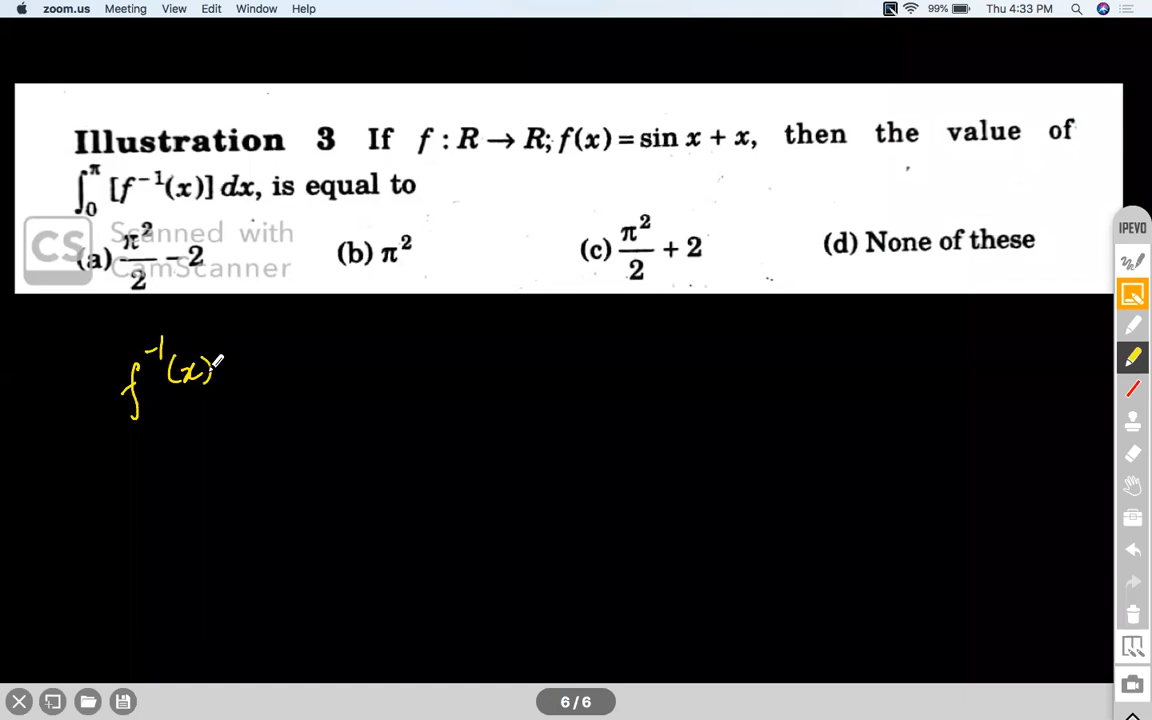 zoom.us Meeting View Edit Window Help 99% Thu 4:33 PM
Illustration 3 If f : R → R; f(x) = sin x + x, then the value of
∫₀^π [f⁻¹(x)] dx, is equal to
(a) π²/2 − 2 (b) π² (c) π²/2 + 2 (d) None of these
CS Scanned with
CamScanner
f⁻¹(x)
IPEVO
6 / 6